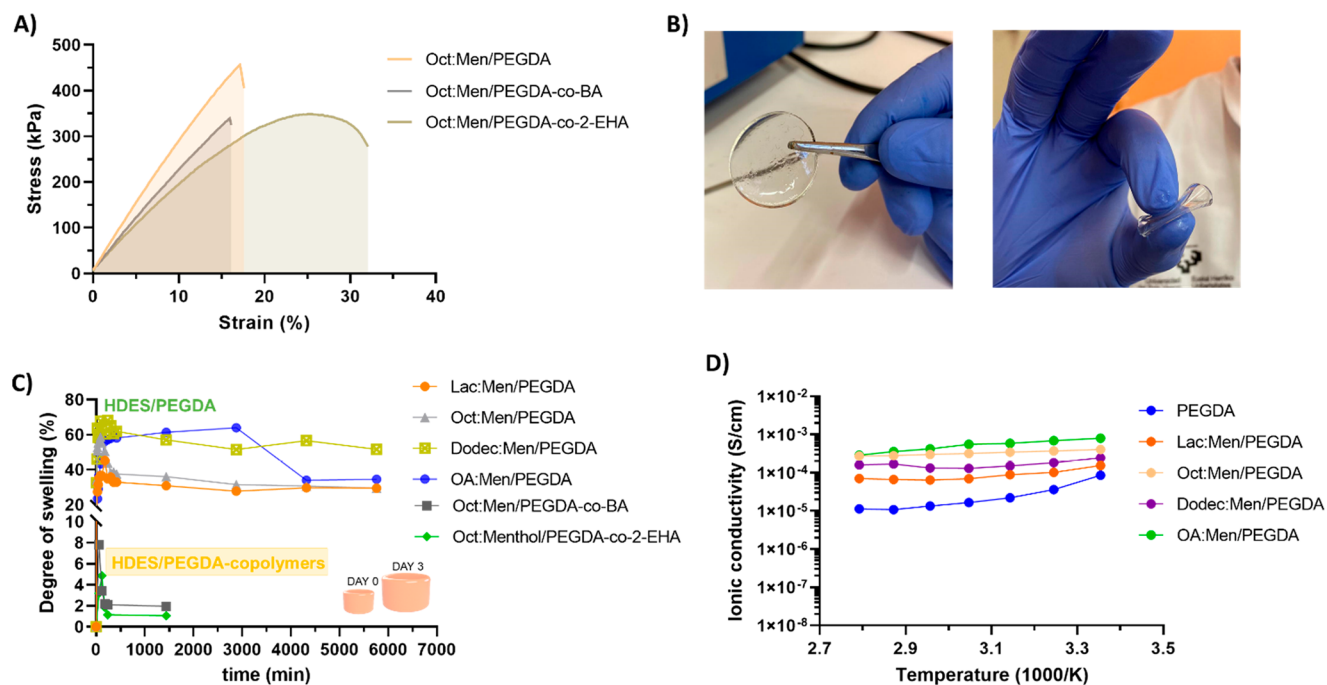 A)
500
400
300
200
100
0
Stress (kPa)
0 10 20 30 40
Strain (%)
Oct:Men/PEGDA
Oct:Men/PEGDA-co-BA
Oct:Men/PEGDA-co-2-EHA
B)
C)
HDES/PEGDA
80
60
40
20
10
8
6
4
2
0
Degree of swelling (%)
HDES/PEGDA-copolymers
DAY 0
DAY 3
0 1000 2000 3000 4000 5000 6000 7000
time (min)
Lac:Men/PEGDA
Oct:Men/PEGDA
Dodec:Men/PEGDA
OA:Men/PEGDA
Oct:Men/PEGDA-co-BA
Oct:Menthol/PEGDA-co-2-EHA
D)
1×10-2
1×10-3
1×10-4
1×10-5
1×10-6
1×10-7
1×10-8
Ionic conductivity (S/cm)
2.7 2.9 3.1 3.3 3.5
Temperature (1000/K)
PEGDA
Lac:Men/PEGDA
Oct:Men/PEGDA
Dodec:Men/PEGDA
OA:Men/PEGDA